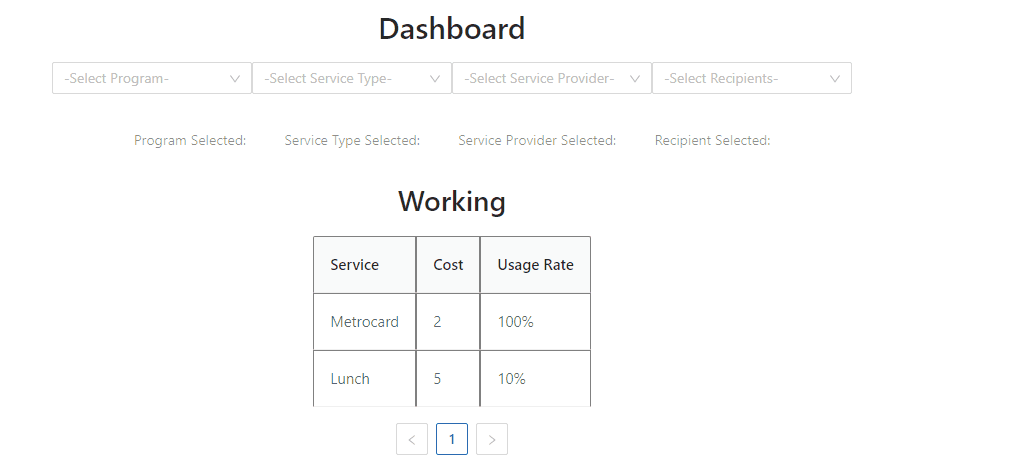 Dashboard
-Select Program- -Select Service Type- -Select Service Provider- -Select Recipients-
Program Selected: Service Type Selected: Service Provider Selected: Recipient Selected:
Working
Service Cost Usage Rate
Metrocard 2 100%
Lunch 5 10%
< 1 >